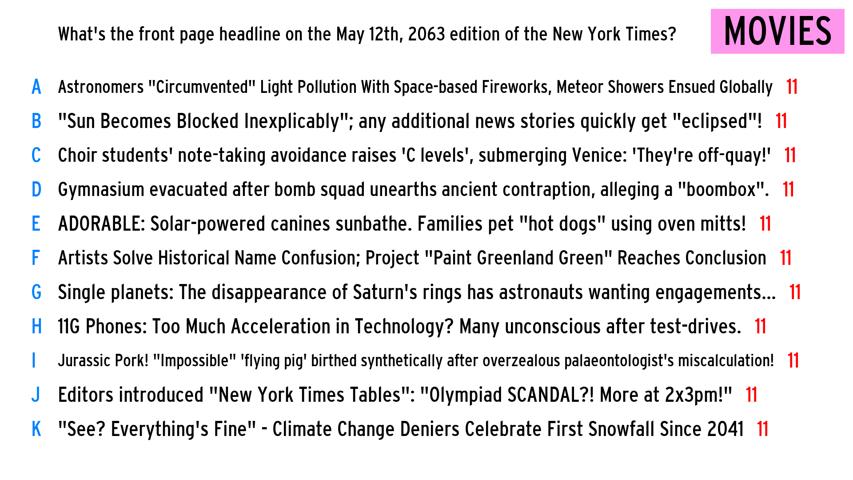 What's the front page headline on the May 12th, 2063 edition of the New York Times?
MOVIES
A Astronomers "Circumvented" Light Pollution With Space-based Fireworks, Meteor Showers Ensued Globally 11
B "Sun Becomes Blocked Inexplicably"; any additional news stories quickly get "eclipsed"! 11
C Choir students' note-taking avoidance raises 'C levels', submerging Venice: 'They're off-quay!' 11
D Gymnasium evacuated after bomb squad unearths ancient contraption, alleging a "boombox". 11
E ADORABLE: Solar-powered canines sunbathe. Families pet "hot dogs" using oven mitts! 11
F Artists Solve Historical Name Confusion; Project "Paint Greenland Green" Reaches Conclusion 11
G Single planets: The disappearance of Saturn's rings has astronauts wanting engagements... 11
H 11G Phones: Too Much Acceleration in Technology? Many unconscious after test-drives. 11
I Jurassic Pork! "Impossible" 'flying pig' birthed synthetically after overzealous palaeontologist's miscalculation! 11
J Editors introduced "New York Times Tables": "Olympiad SCANDAL?! More at 2x3pm!" 11
K "See? Everything's Fine" - Climate Change Deniers Celebrate First Snowfall Since 2041 11